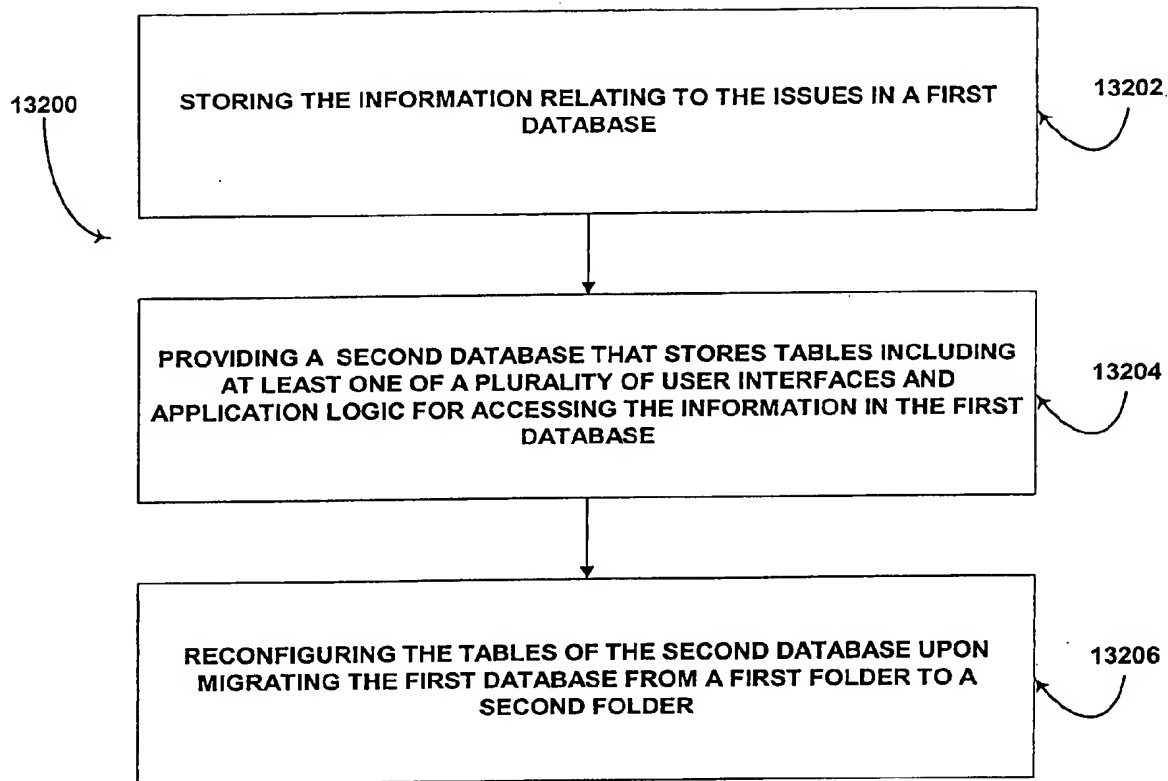 13200
STORING THE INFORMATION RELATING TO THE ISSUES IN A FIRST
DATABASE
13202
PROVIDING A SECOND DATABASE THAT STORES TABLES INCLUDING
AT LEAST ONE OF A PLURALITY OF USER INTERFACES AND
APPLICATION LOGIC FOR ACCESSING THE INFORMATION IN THE FIRST
DATABASE
13204
RECONFIGURING THE TABLES OF THE SECOND DATABASE UPON
MIGRATING THE FIRST DATABASE FROM A FIRST FOLDER TO A
SECOND FOLDER
13206